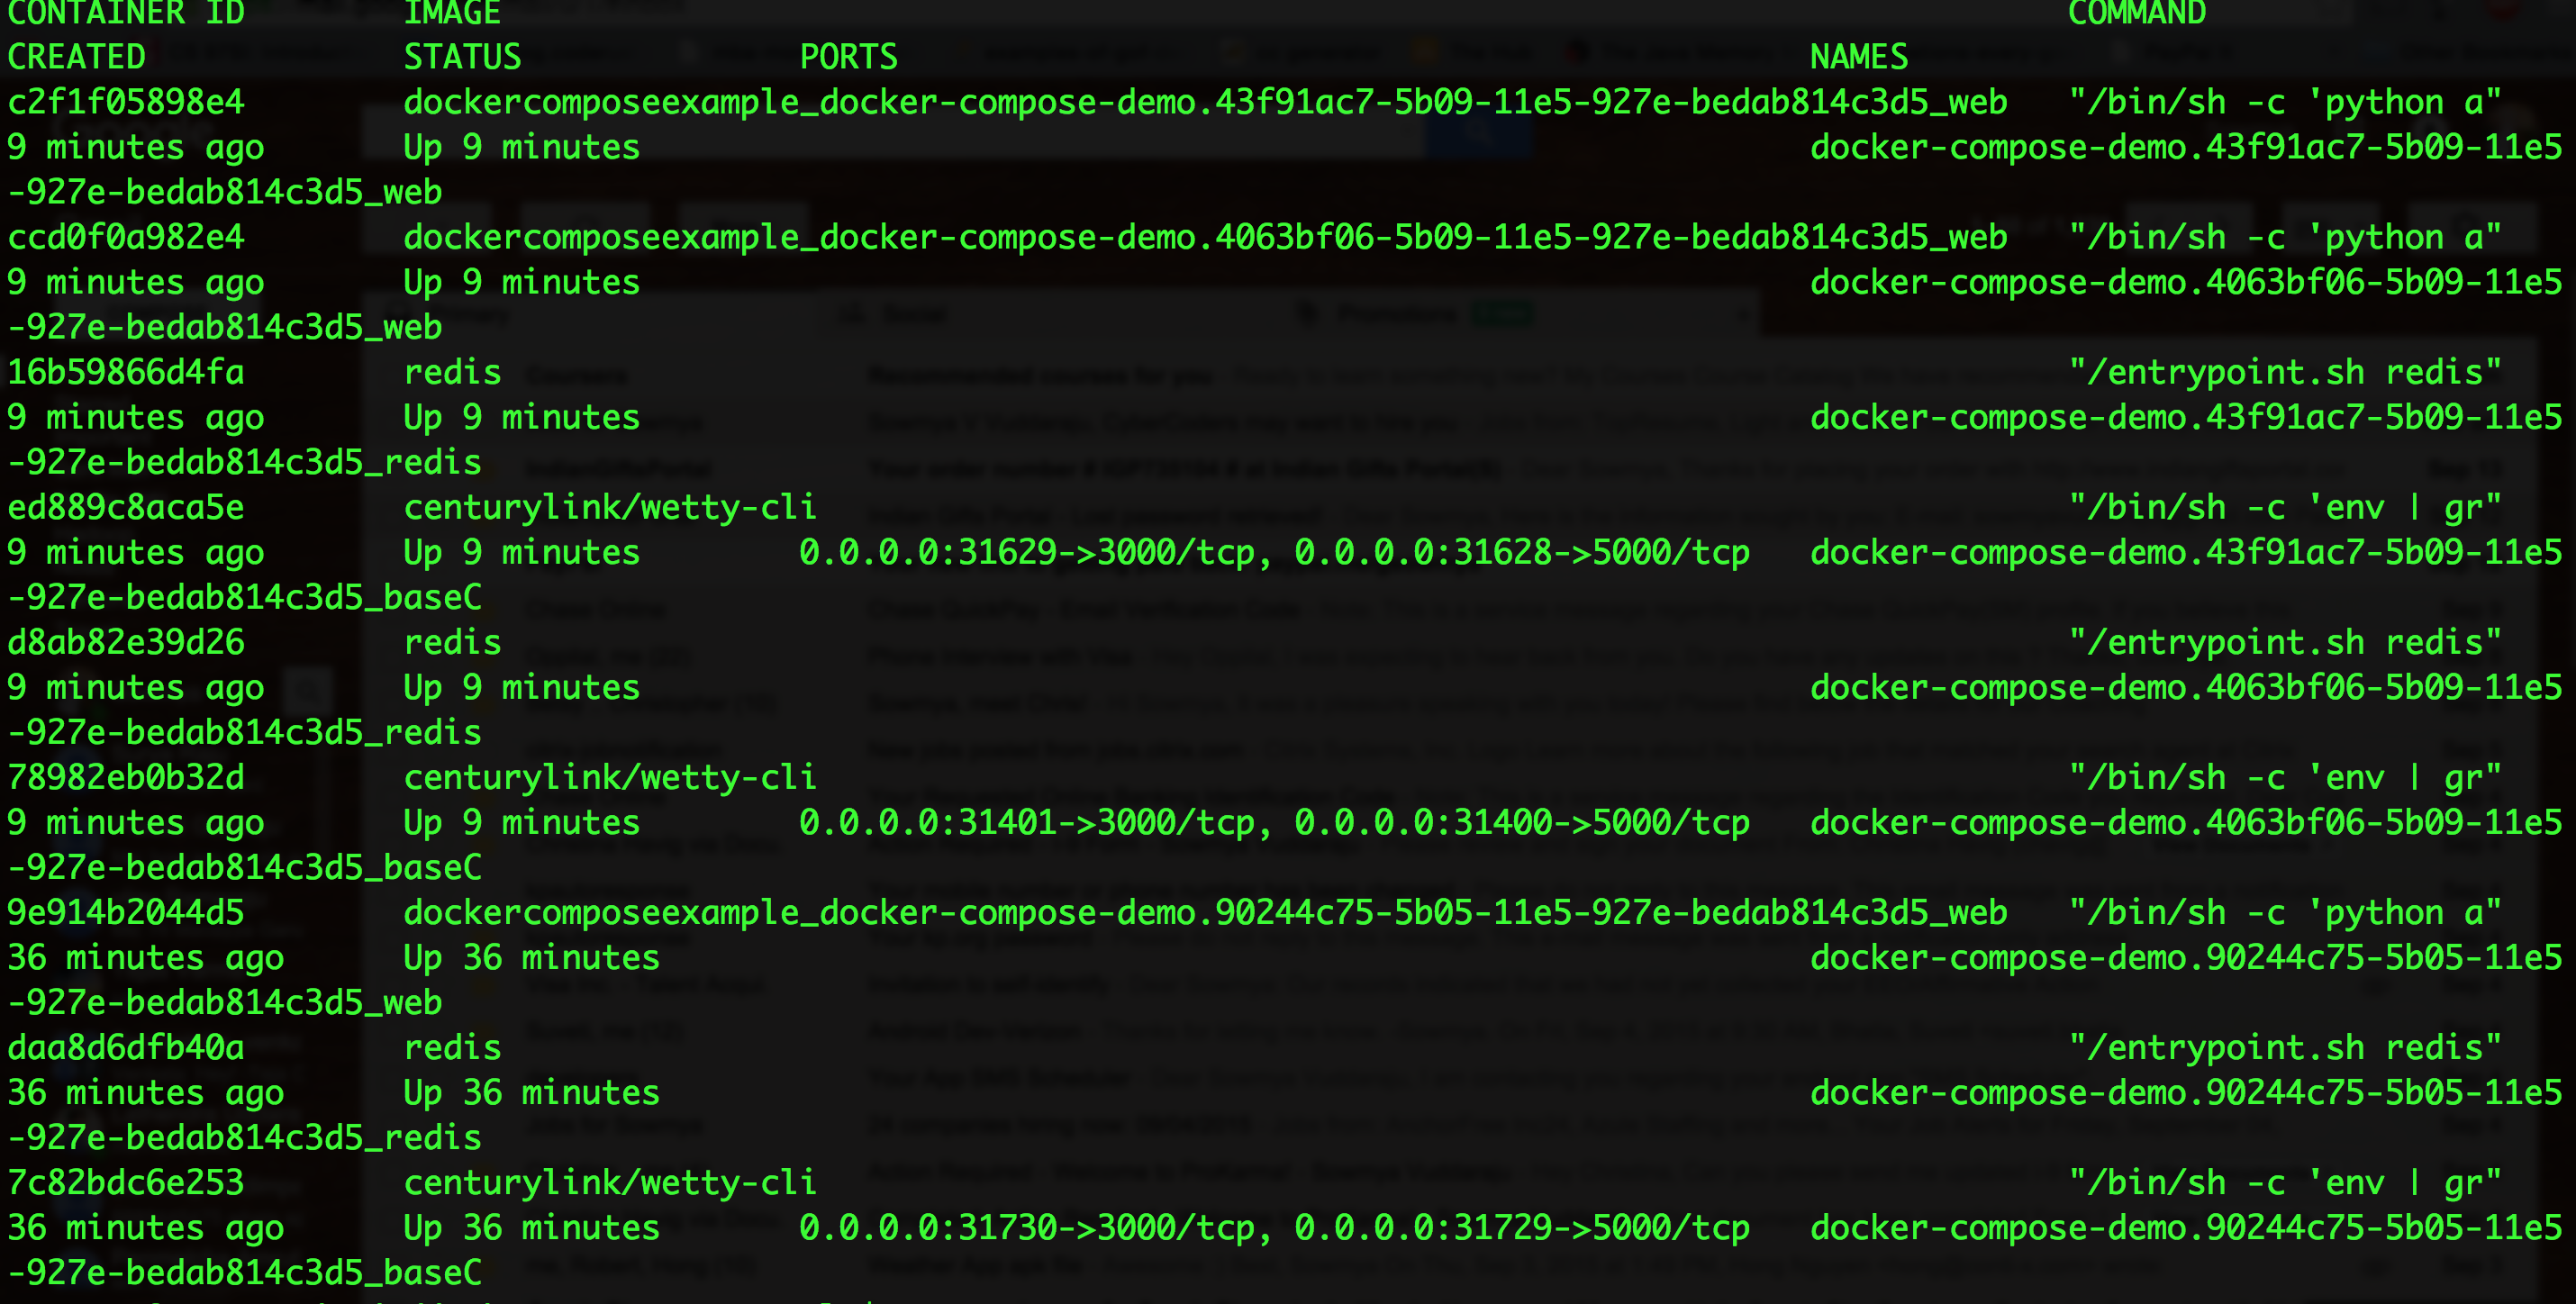 CONTAINER ID        IMAGE                                                                                COMMAND
CREATED             STATUS              PORTS                                              NAMES
c2f1f05898e4        dockercomposeexample_docker-compose-demo.43f91ac7-5b09-11e5-927e-bedab814c3d5_web   "/bin/sh -c 'python a"
9 minutes ago       Up 9 minutes                                                           docker-compose-demo.43f91ac7-5b09-11e5
-927e-bedab814c3d5_web
ccd0f0a982e4        dockercomposeexample_docker-compose-demo.4063bf06-5b09-11e5-927e-bedab814c3d5_web   "/bin/sh -c 'python a"
9 minutes ago       Up 9 minutes                                                           docker-compose-demo.4063bf06-5b09-11e5
-927e-bedab814c3d5_web
16b59866d4fa        redis                                                                                "/entrypoint.sh redis"
9 minutes ago       Up 9 minutes                                                           docker-compose-demo.43f91ac7-5b09-11e5
-927e-bedab814c3d5_redis
ed889c8aca5e        centurylink/wetty-cli                                                                "/bin/sh -c 'env | gr"
9 minutes ago       Up 9 minutes        0.0.0.0:31629->3000/tcp, 0.0.0.0:31628->5000/tcp   docker-compose-demo.43f91ac7-5b09-11e5
-927e-bedab814c3d5_baseC
d8ab82e39d26        redis                                                                                "/entrypoint.sh redis"
9 minutes ago       Up 9 minutes                                                           docker-compose-demo.4063bf06-5b09-11e5
-927e-bedab814c3d5_redis
78982eb0b32d        centurylink/wetty-cli                                                                "/bin/sh -c 'env | gr"
9 minutes ago       Up 9 minutes        0.0.0.0:31401->3000/tcp, 0.0.0.0:31400->5000/tcp   docker-compose-demo.4063bf06-5b09-11e5
-927e-bedab814c3d5_baseC
9e914b2044d5        dockercomposeexample_docker-compose-demo.90244c75-5b05-11e5-927e-bedab814c3d5_web   "/bin/sh -c 'python a"
36 minutes ago      Up 36 minutes                                                          docker-compose-demo.90244c75-5b05-11e5
-927e-bedab814c3d5_web
daa8d6dfb40a        redis                                                                                "/entrypoint.sh redis"
36 minutes ago      Up 36 minutes                                                          docker-compose-demo.90244c75-5b05-11e5
-927e-bedab814c3d5_redis
7c82bdc6e253        centurylink/wetty-cli                                                                "/bin/sh -c 'env | gr"
36 minutes ago      Up 36 minutes       0.0.0.0:31730->3000/tcp, 0.0.0.0:31729->5000/tcp   docker-compose-demo.90244c75-5b05-11e5
-927e-bedab814c3d5_baseC